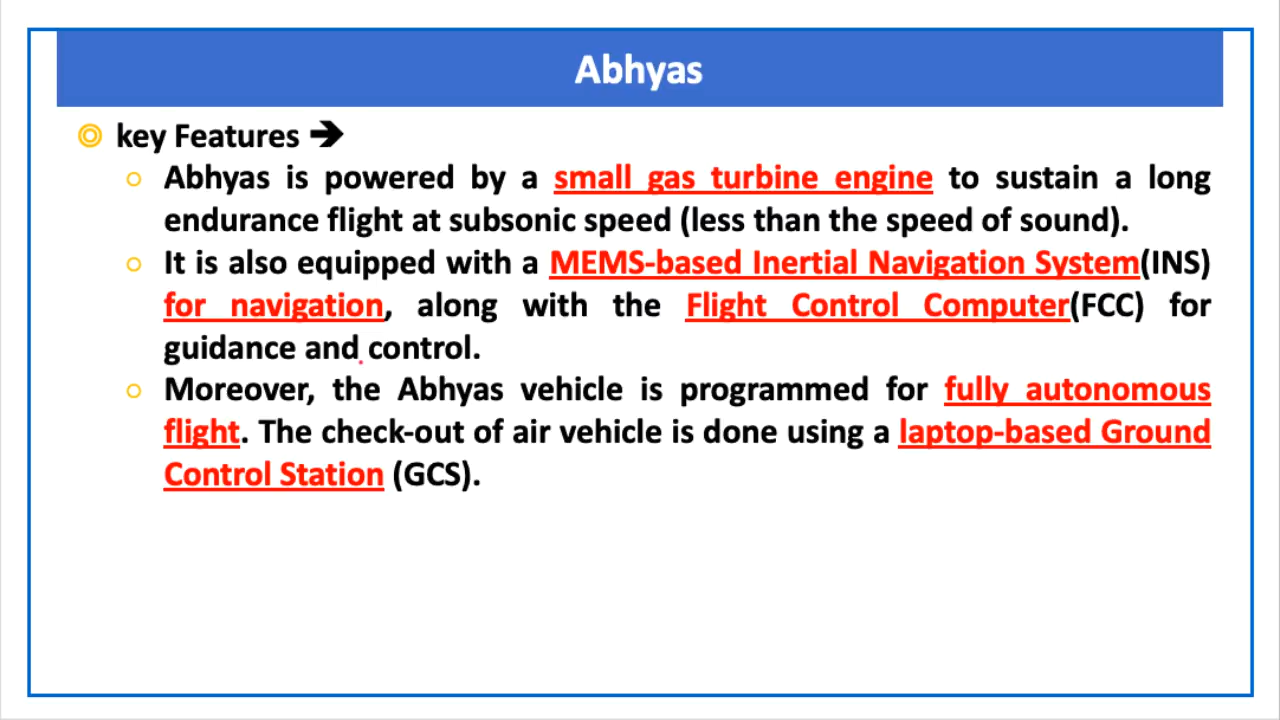 Abhyas
key Features ➔
Abhyas is powered by a small gas turbine engine to sustain a long
endurance flight at subsonic speed (less than the speed of sound).
It is also equipped with a MEMS-based Inertial Navigation System(INS)
for navigation, along with the Flight Control Computer(FCC) for
guidance and control.
Moreover, the Abhyas vehicle is programmed for fully autonomous
flight. The check-out of air vehicle is done using a laptop-based Ground
Control Station (GCS).